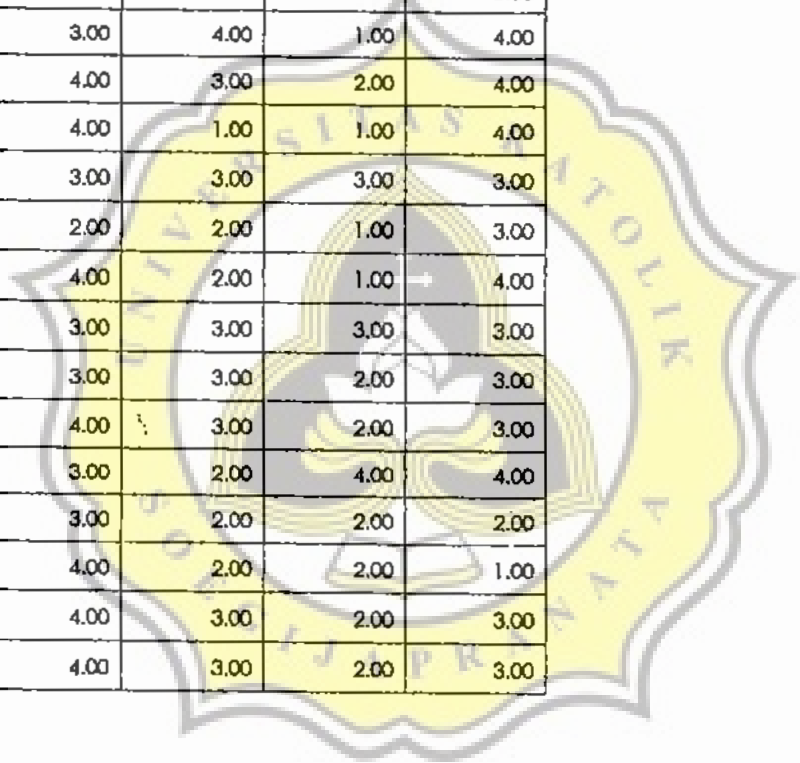 3.00 4.00 1.00 4.00
4.00 3.00 2.00 4.00
4.00 1.00 1.00 4.00
3.00 3.00 3.00 3.00
2.00 2.00 1.00 3.00
4.00 2.00 1.00 4.00
3.00 3.00 3.00 3.00
3.00 3.00 2.00 3.00
4.00 3.00 2.00 3.00
3.00 2.00 4.00 4.00
3.00 2.00 2.00 2.00
4.00 2.00 2.00 1.00
4.00 3.00 2.00 3.00
4.00 3.00 2.00 3.00
UNIVERSITAS KATOLIK
SOEGIJAPRANATA